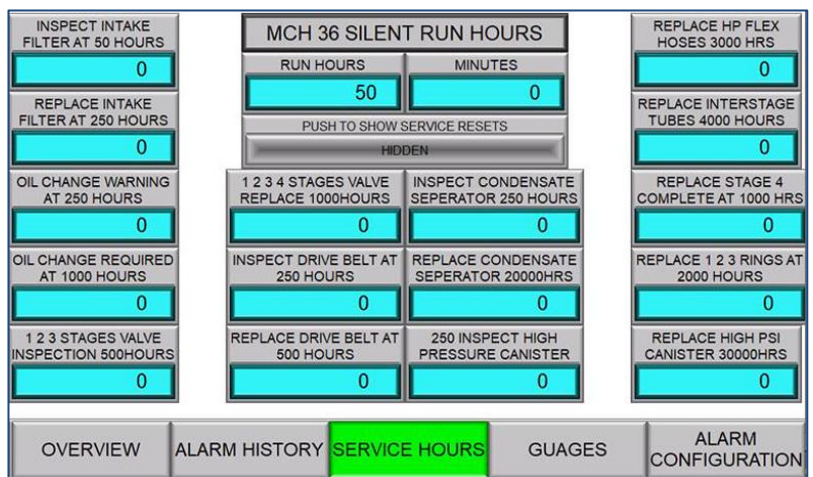 INSPECT INTAKE
FILTER AT 50 HOURS
0
REPLACE INTAKE
FILTER AT 250 HOURS
0
OIL CHANGE WARNING
AT 250 HOURS
0
OIL CHANGE REQUIRED
AT 1000 HOURS
0
1 2 3 STAGES VALVE
INSPECTION 500HOURS
0
MCH 36 SILENT RUN HOURS
RUN HOURS
50
MINUTES
0
PUSH TO SHOW SERVICE RESETS
HIDDEN
1 2 3 4 STAGES VALVE
REPLACE 1000HOURS
0
INSPECT DRIVE BELT AT
250 HOURS
0
REPLACE DRIVE BELT AT
500 HOURS
0
INSPECT CONDENSATE
SEPERATOR 250 HOURS
0
REPLACE CONDENSATE
SEPERATOR 20000HRS
0
250 INSPECT HIGH
PRESSURE CANISTER
0
REPLACE HP FLEX
HOSES 3000 HRS
0
REPLACE INTERSTAGE
TUBES 4000 HOURS
0
REPLACE STAGE 4
COMPLETE AT 1000 HRS
0
REPLACE 1 2 3 RINGS AT
2000 HOURS
0
REPLACE HIGH PSI
CANISTER 30000HRS
0
OVERVIEW
ALARM HISTORY
SERVICE HOURS
GUAGES
ALARM
CONFIGURATION